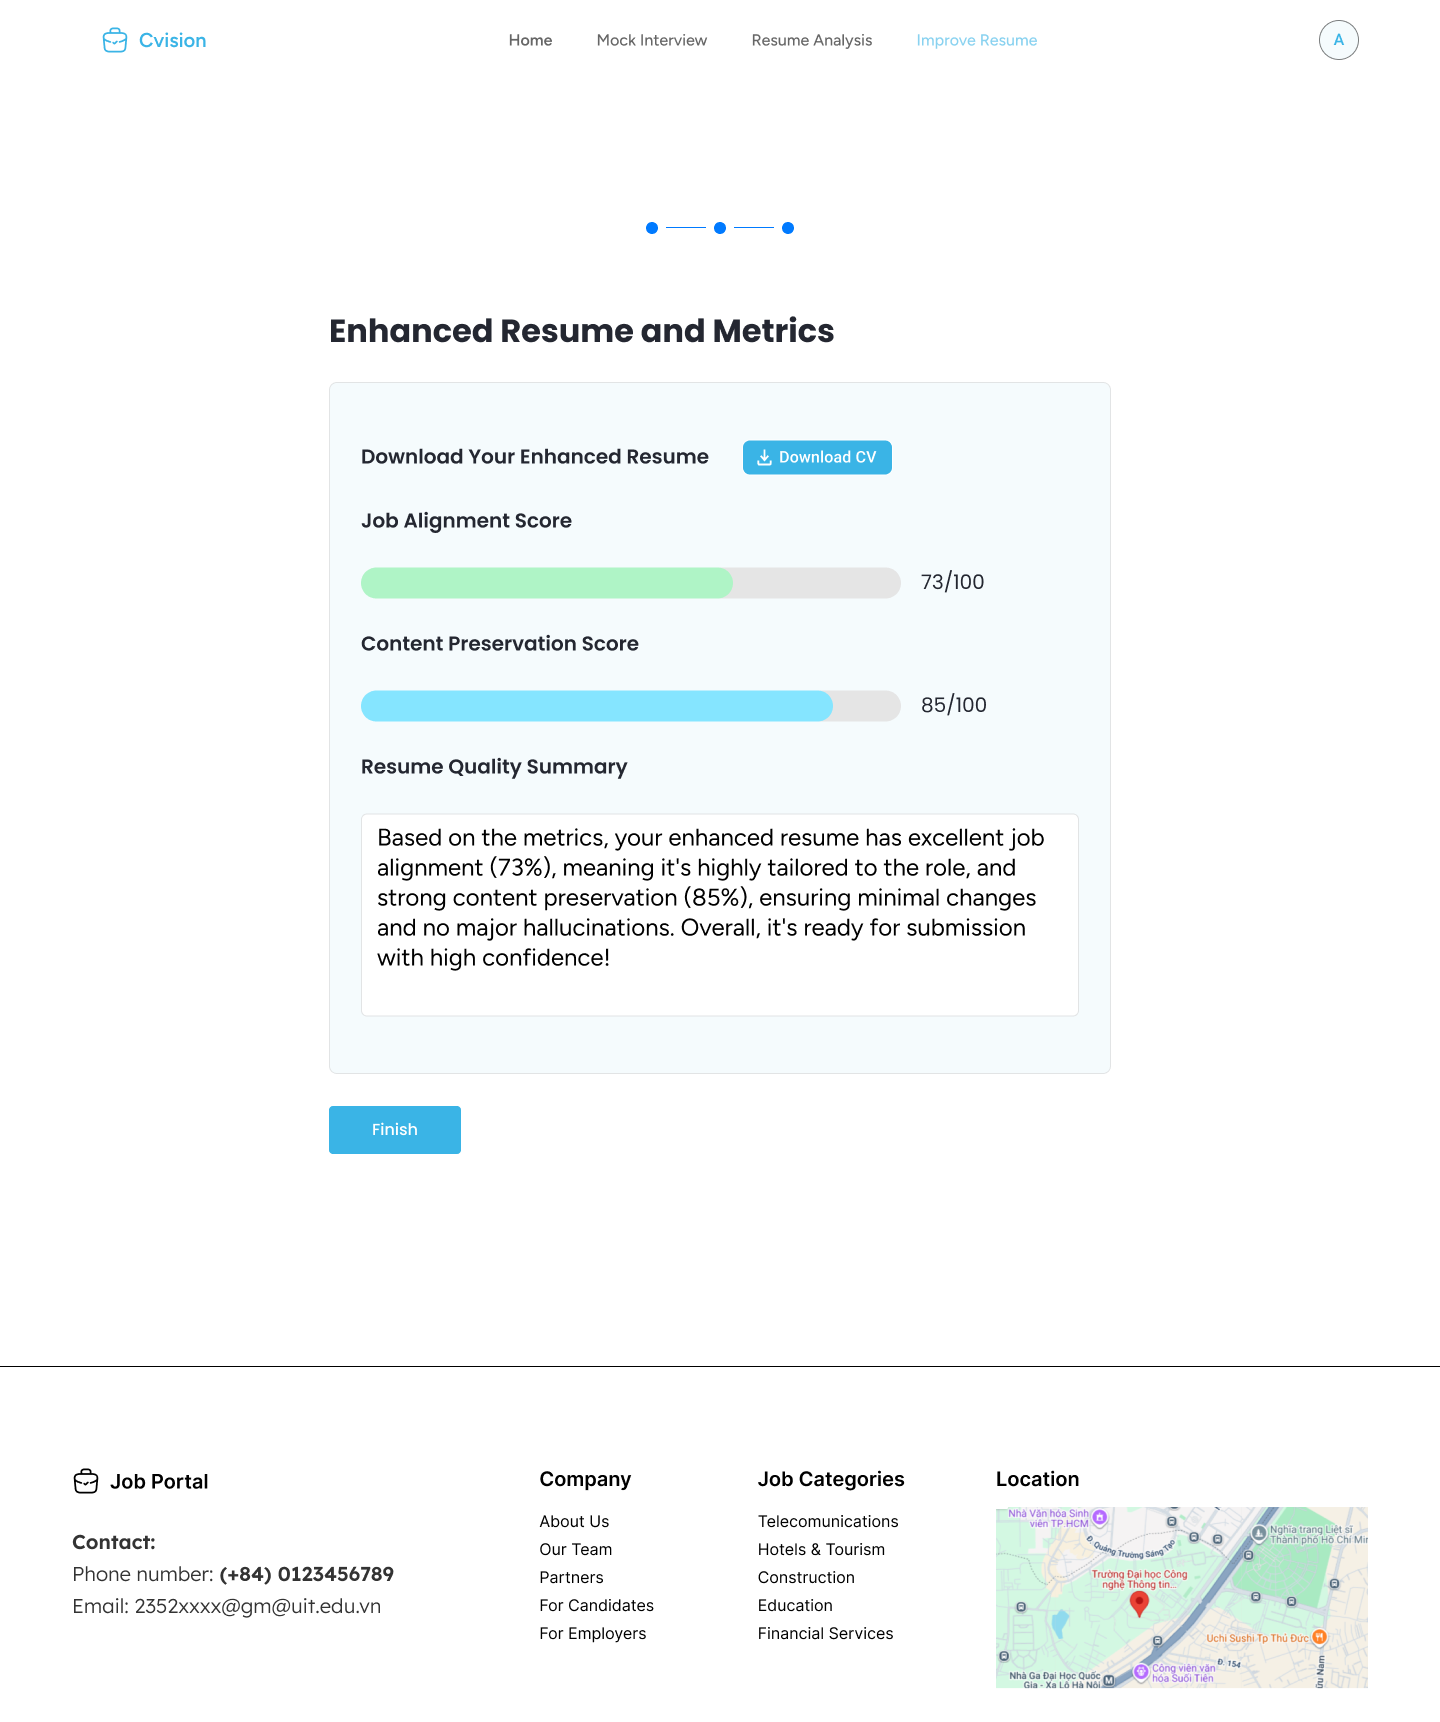 Cvision
Home
Mock Interview
Resume Analysis
Improve Resume
A
Enhanced Resume and Metrics
Download Your Enhanced Resume
Download CV
Job Alignment Score
73/100
Content Preservation Score
85/100
Resume Quality Summary
Based on the metrics, your enhanced resume has excellent job
alignment (73%), meaning it's highly tailored to the role, and
strong content preservation (85%), ensuring minimal changes
and no major hallucinations. Overall, it's ready for submission
with high confidence!
Finish
Job Portal
Contact:
Phone number: (+84) 0123456789
Email: 2352xxxx@gm@uit.edu.vn
Company
About Us
Our Team
Partners
For Candidates
For Employers
Job Categories
Telecomunications
Hotels & Tourism
Construction
Education
Financial Services
Location
Nhà Văn hóa Sinh
viên TP.HCM
Đ. Quảng Trường Sáng Tạo
Nghĩa trang Liệt sĩ
Thành phố Hồ Chí Min
Trường Đại học Công
nghệ Thông tin...
Uchi Sushi Tp Thủ Đức
Đ. 154
Công viên văn
hóa Suối Tiên
Nhà Ga Đại Học Quốc
Gia - Xa Lộ Hà Nội
M